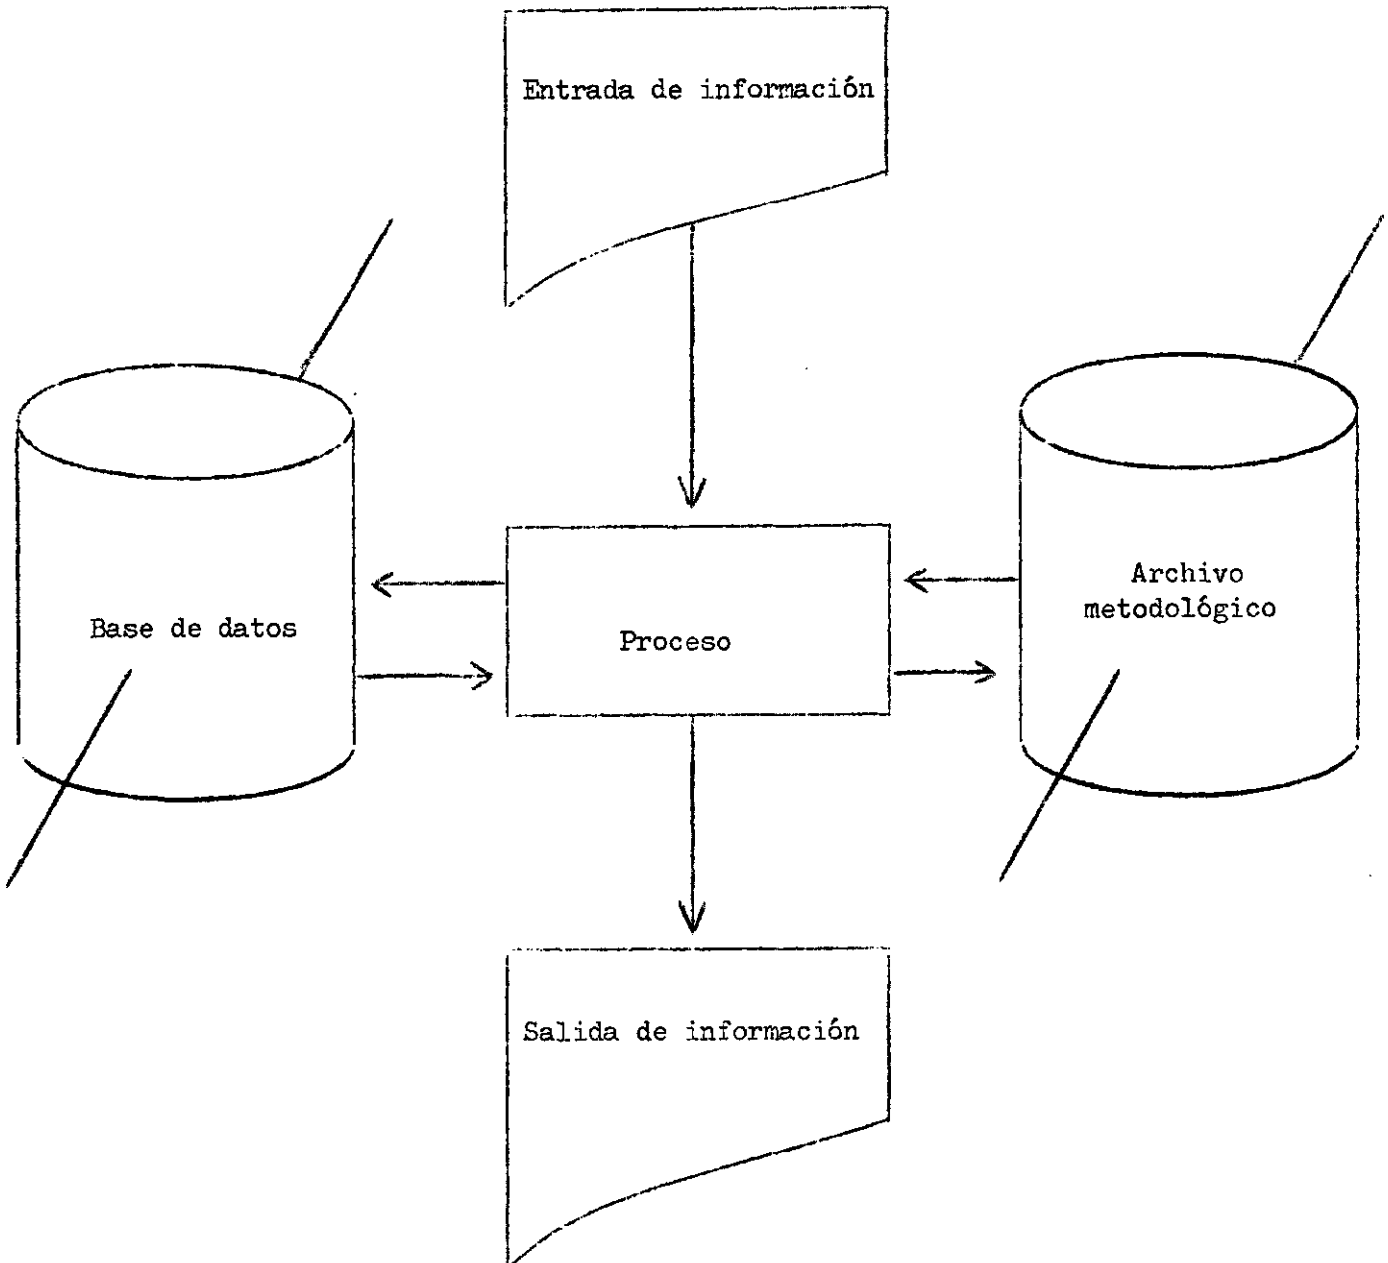 Entrada de información
Archivo
metodológico
Base de datos
Proceso
Salida de información